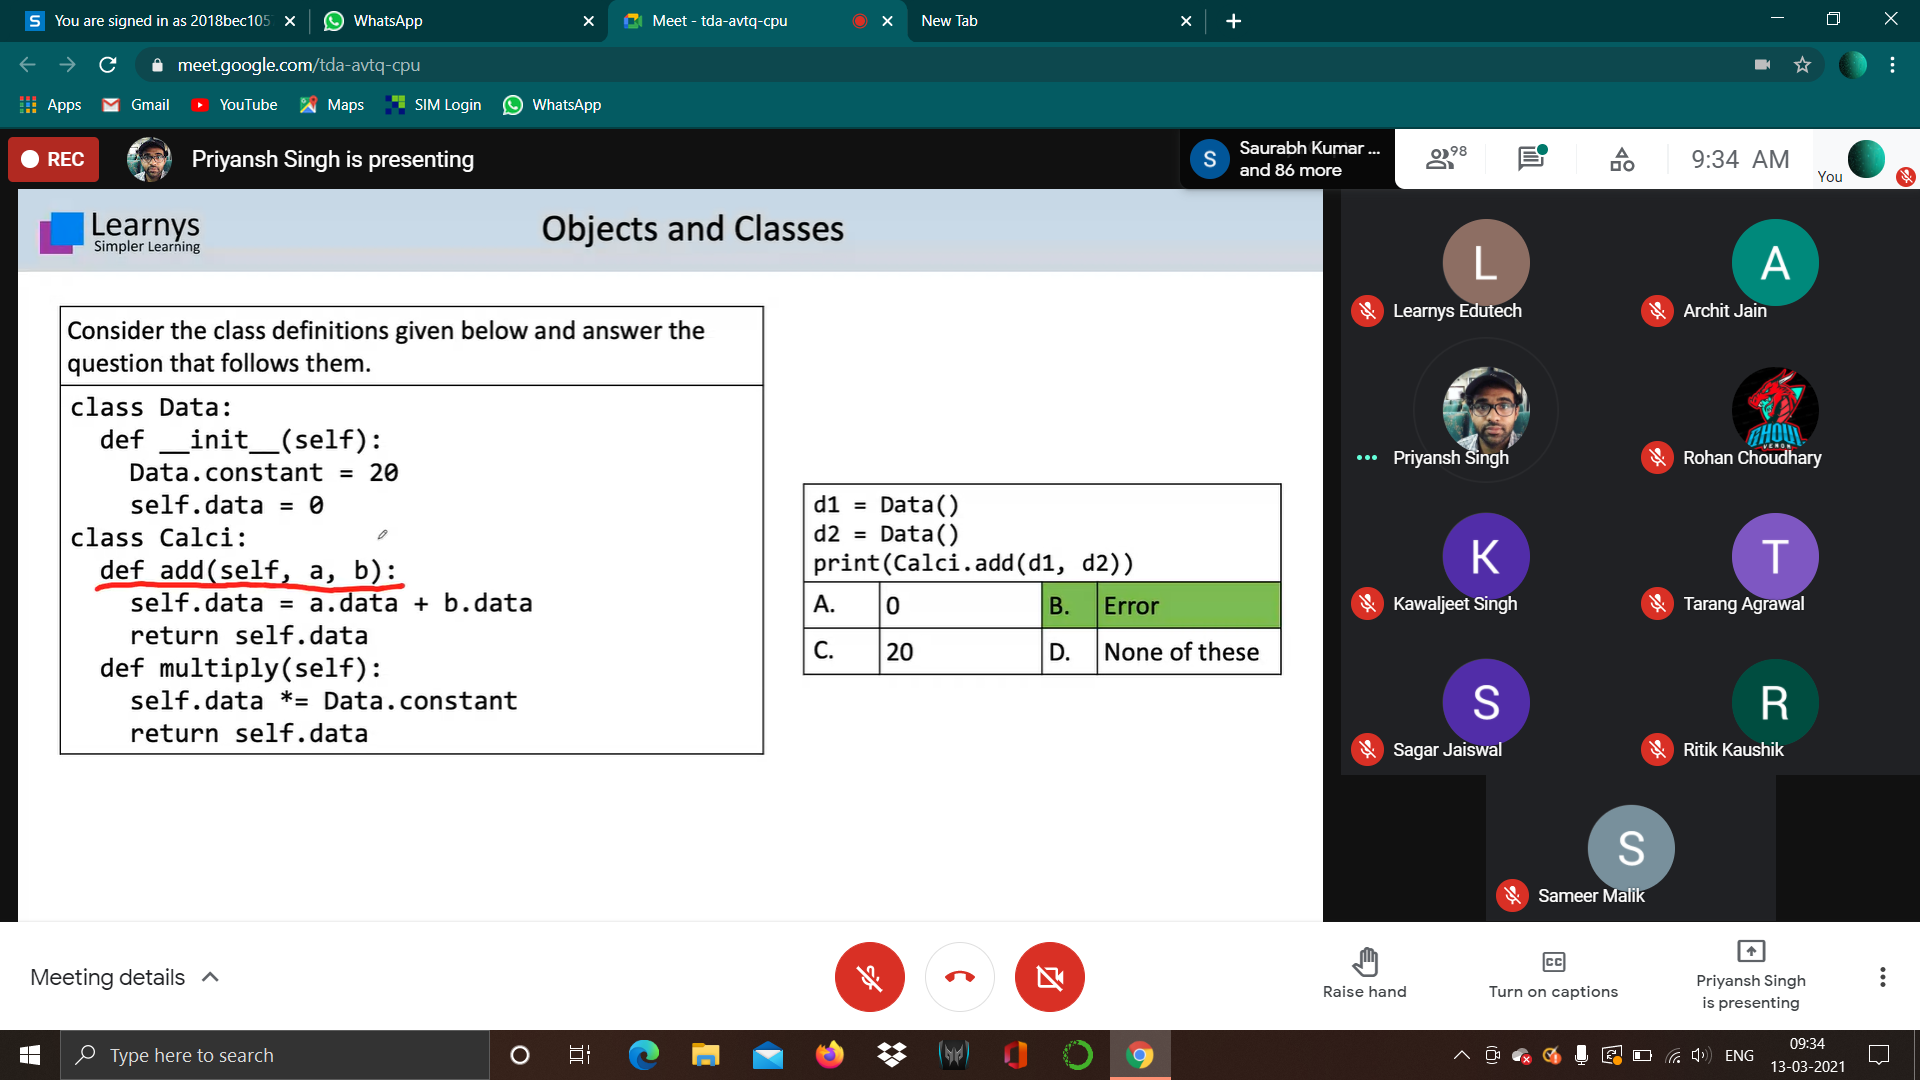 You are signed in as 2018bec105
WhatsApp
Meet - tda-avtq-cpu
New Tab
meet.google.com/tda-avtq-cpu
Apps
Gmail
YouTube
Maps
SIM Login
WhatsApp
REC
Priyansh Singh is presenting
S
Saurabh Kumar ...
and 86 more
98
9:34 AM
You
Learnys
Simpler Learning
Objects and Classes
Consider the class definitions given below and answer the
question that follows them.
class Data:
def __init__(self):
Data.constant = 20
self.data = 0
class Calci:
def add(self, a, b):
self.data = a.data + b.data
return self.data
def multiply(self):
self.data *= Data.constant
return self.data
d1 = Data()
d2 = Data()
print(Calci.add(d1, d2))
A. 0 B. Error
C. 20 D. None of these
L
Learnys Edutech
A
Archit Jain
Priyansh Singh
GHOUL
VENOM
Rohan Choudhary
K
Kawaljeet Singh
T
Tarang Agrawal
S
Sagar Jaiswal
R
Ritik Kaushik
S
Sameer Malik
Meeting details
Raise hand
CC
Turn on captions
Priyansh Singh
is presenting
Type here to search
ENG
09:34
13-03-2021